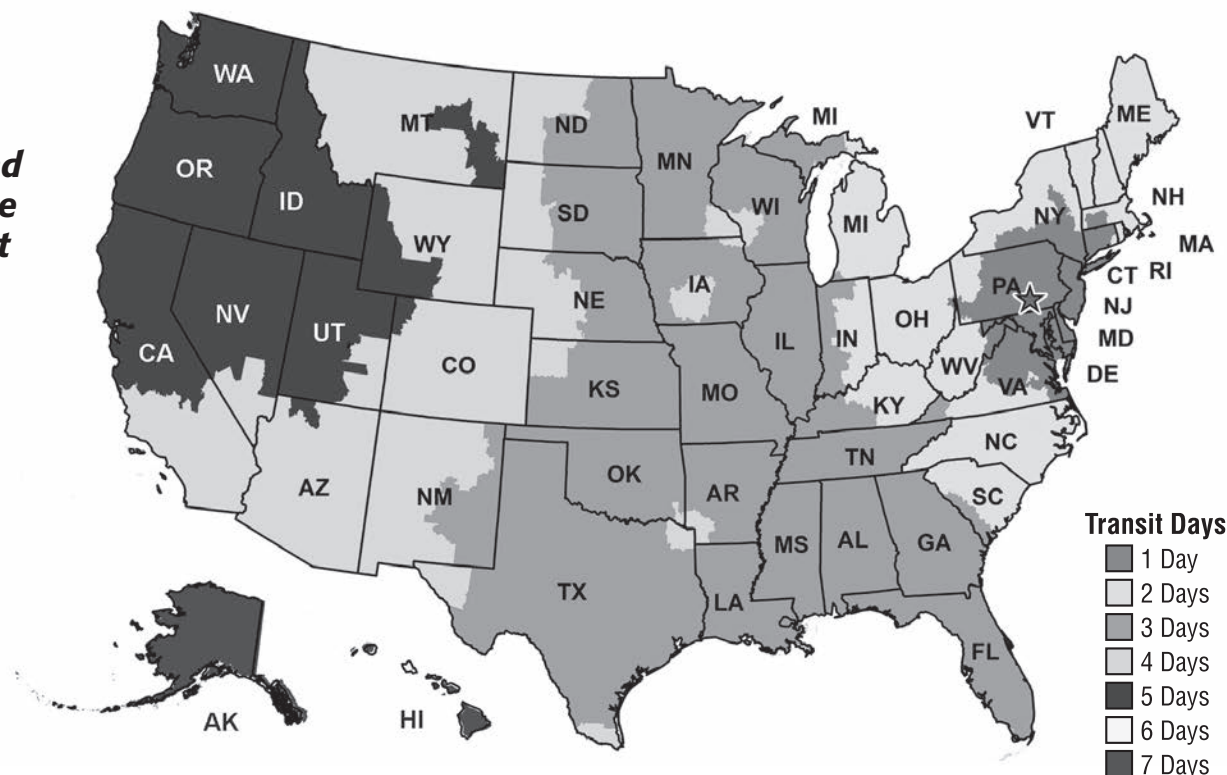 d
e
t
WA
OR
ID
MT
ND
MN
MI
VT
ME
SD
WI
MI
NY
NH
MA
WY
IA
PA
CT
RI
NJ
NV
UT
NE
IL
IN
OH
MD
CA
CO
KS
MO
WV
DE
VA
KY
NC
AZ
NM
OK
AR
TN
SC
MS
AL
GA
TX
LA
FL
AK
HI
Transit Days
1 Day
2 Days
3 Days
4 Days
5 Days
6 Days
7 Days